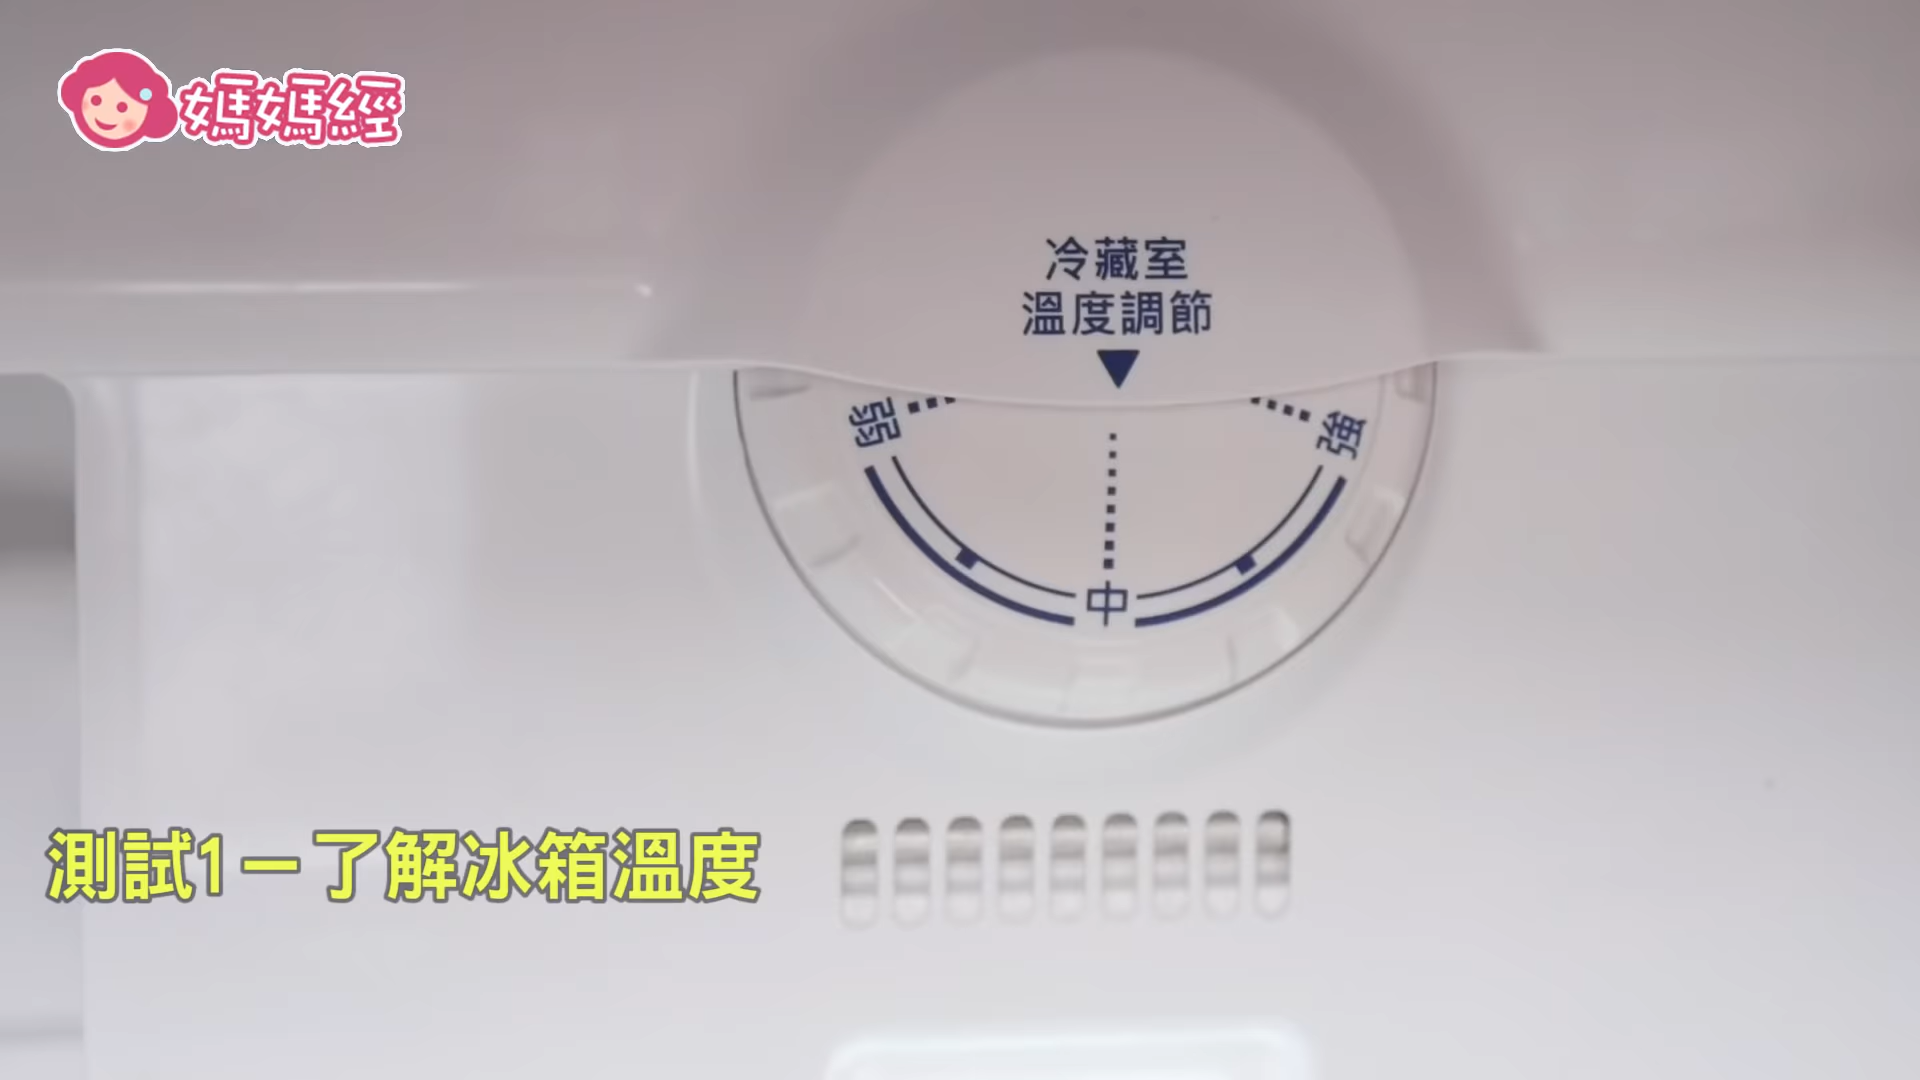 媽媽經
冷藏室
溫度調節
弱
強
中
測試1－了解冰箱溫度